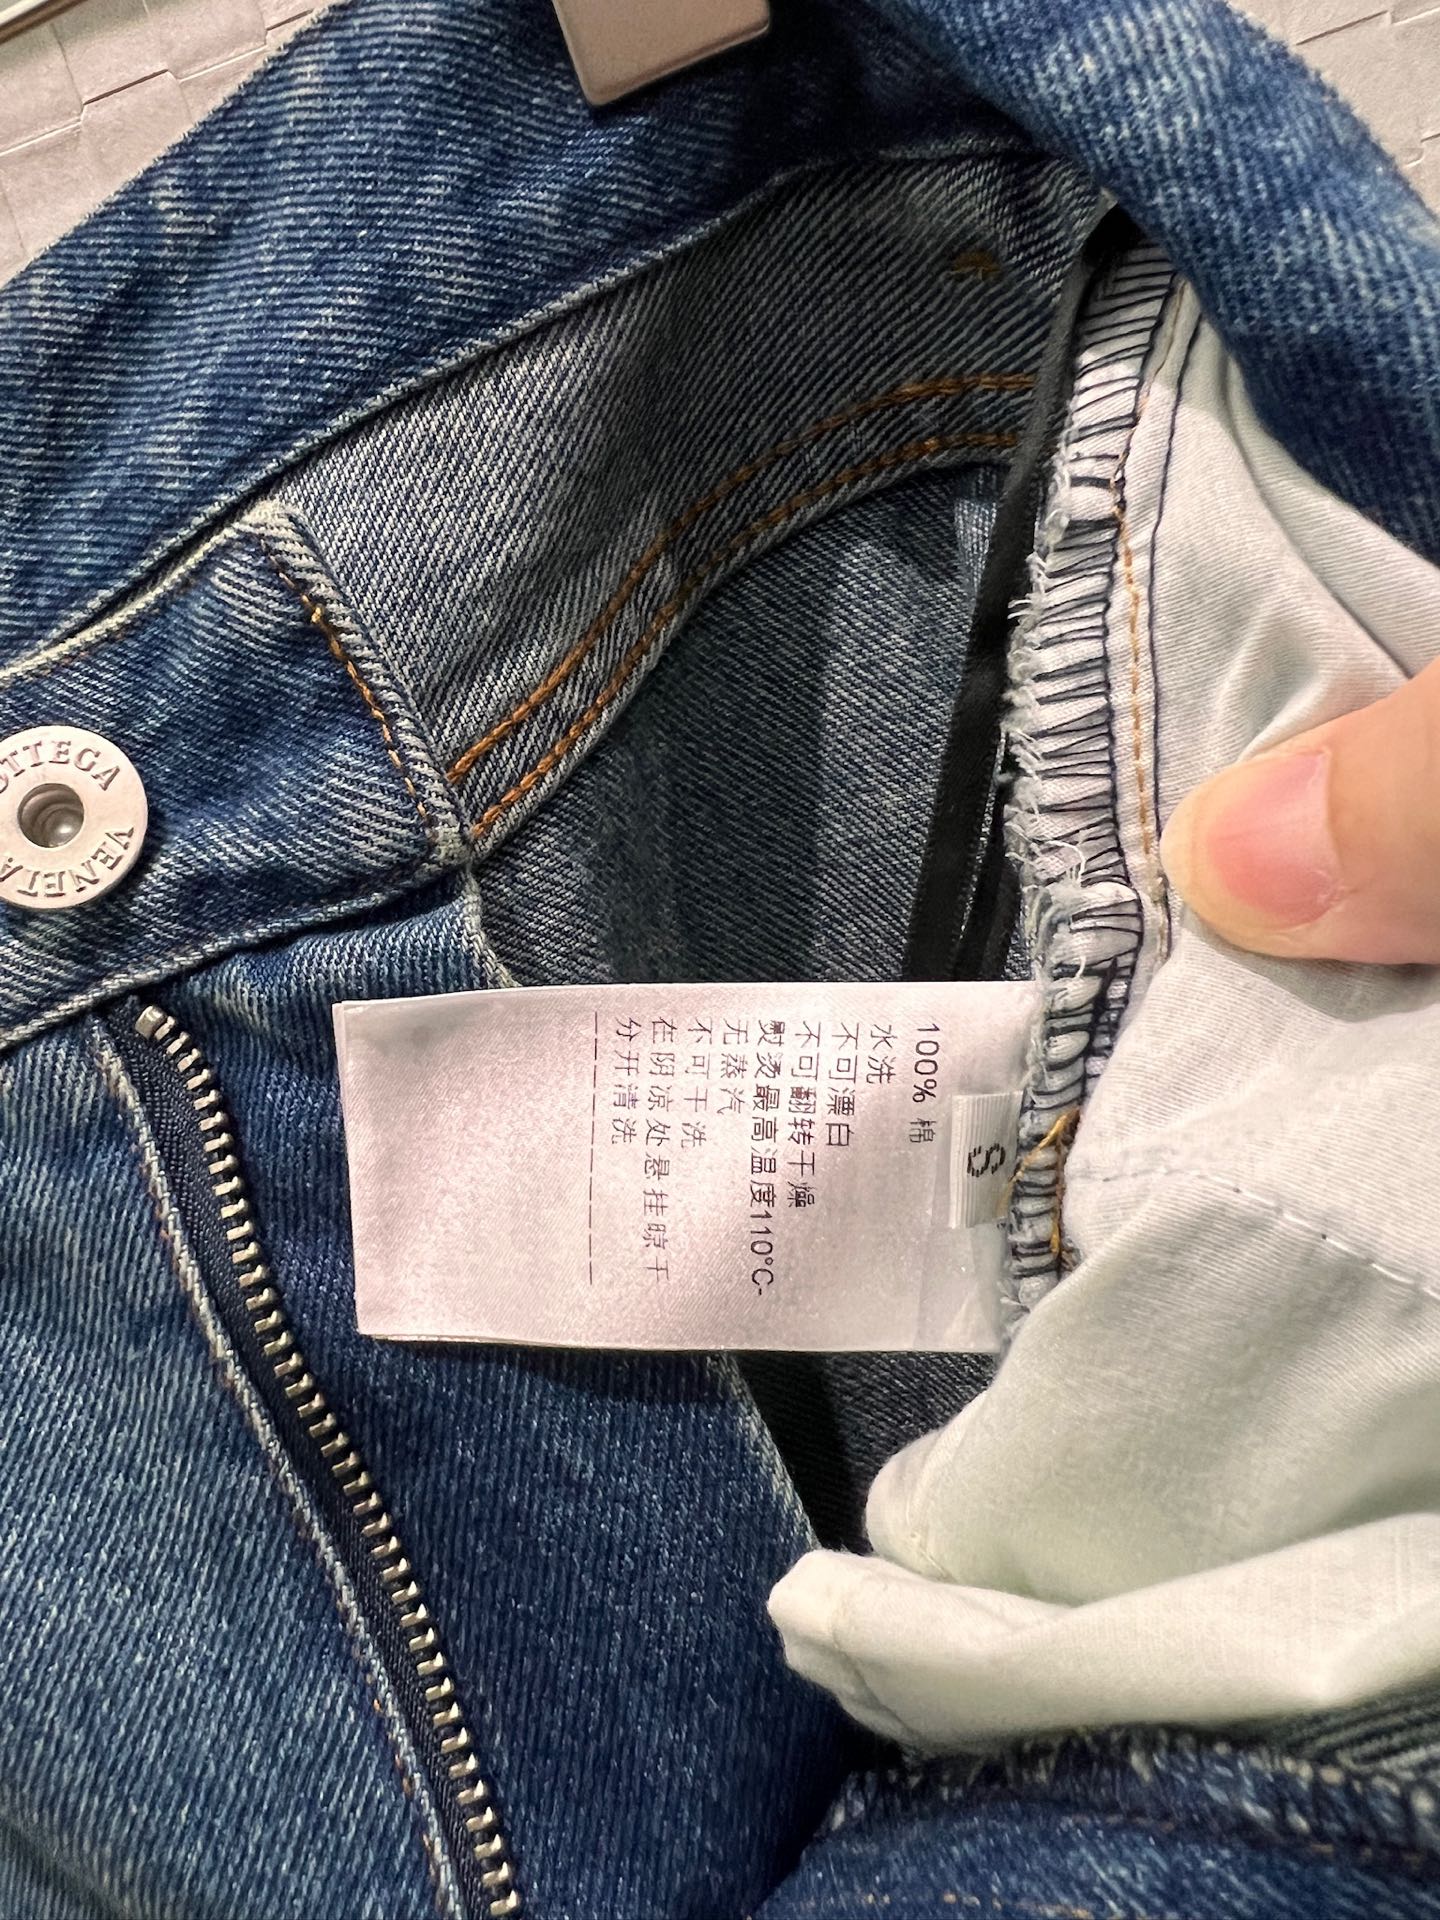 BOTTEGA
VENETA
S
100% 棉
水洗
不可漂白
不可翻转干燥
熨烫最高温度110°C-
无蒸汽
不可干洗
在阴凉处悬挂晾干
分开清洗